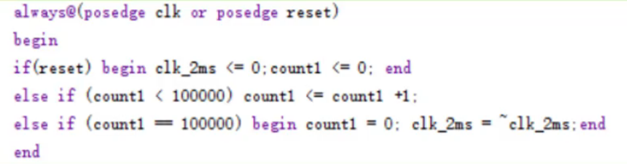 always@(posedge clk or posedge reset)
begin
if(reset) begin clk_2ms <= 0;count1 <= 0; end
else if (count1 < 100000) count1 <= count1 +1;
else if (count1 == 100000) begin count1 = 0; clk_2ms = ~clk_2ms;end
end